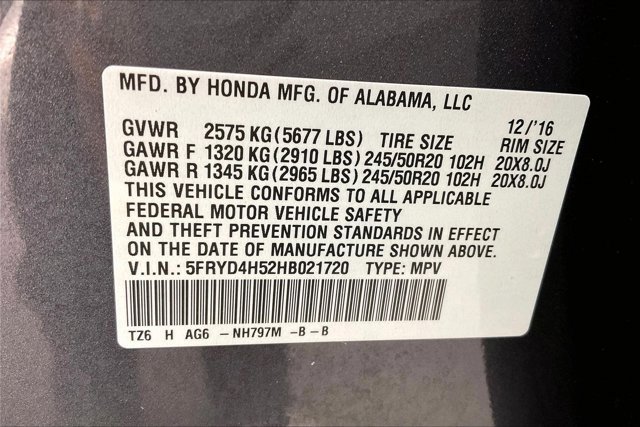 MFD. BY HONDA MFG. OF ALABAMA, LLC
12/'16
GVWR 2575 KG (5677 LBS) TIRE SIZE RIM SIZE
GAWR F 1320 KG (2910 LBS) 245/50R20 102H 20X8.0J
GAWR R 1345 KG (2965 LBS) 245/50R20 102H 20X8.0J
THIS VEHICLE CONFORMS TO ALL APPLICABLE
FEDERAL MOTOR VEHICLE SAFETY
AND THEFT PREVENTION STANDARDS IN EFFECT
ON THE DATE OF MANUFACTURE SHOWN ABOVE.
V.I.N.: 5FRYD4H52HB021720 TYPE: MPV
TZ6 H AG6 -NH797M -B-B